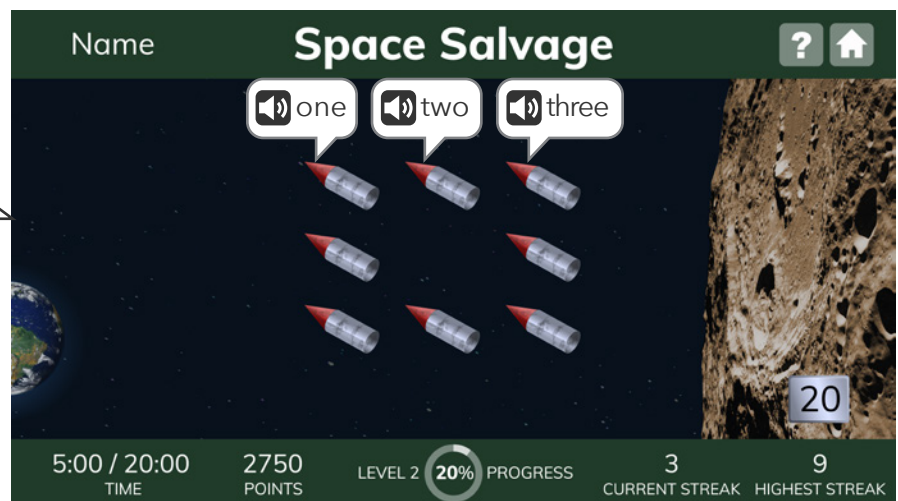 Name
Space Salvage
?
one
two
three
20
5:00 / 20:00
TIME
2750
POINTS
LEVEL 2 20% PROGRESS
3
CURRENT STREAK
9
HIGHEST STREAK